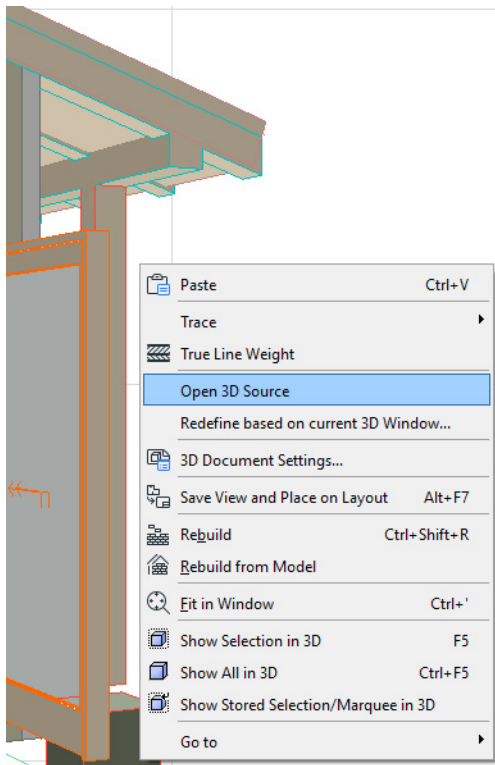 Paste Ctrl+V
Trace
True Line Weight
Open 3D Source
Redefine based on current 3D Window...
3D Document Settings...
Save View and Place on Layout Alt+F7
Rebuild Ctrl+Shift+R
Rebuild from Model
Fit in Window Ctrl+'
Show Selection in 3D F5
Show All in 3D Ctrl+F5
Show Stored Selection/Marquee in 3D
Go to